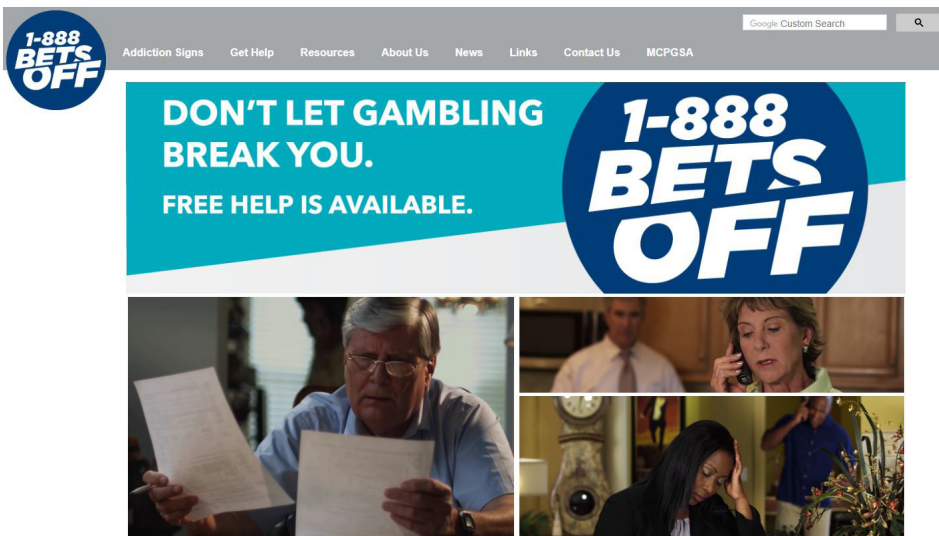 1-888
BETS
OFF
Google Custom Search
Addiction Signs Get Help Resources About Us News Links Contact Us MCPGSA
DON'T LET GAMBLING
BREAK YOU.
FREE HELP IS AVAILABLE.
1-888
BETS
OFF